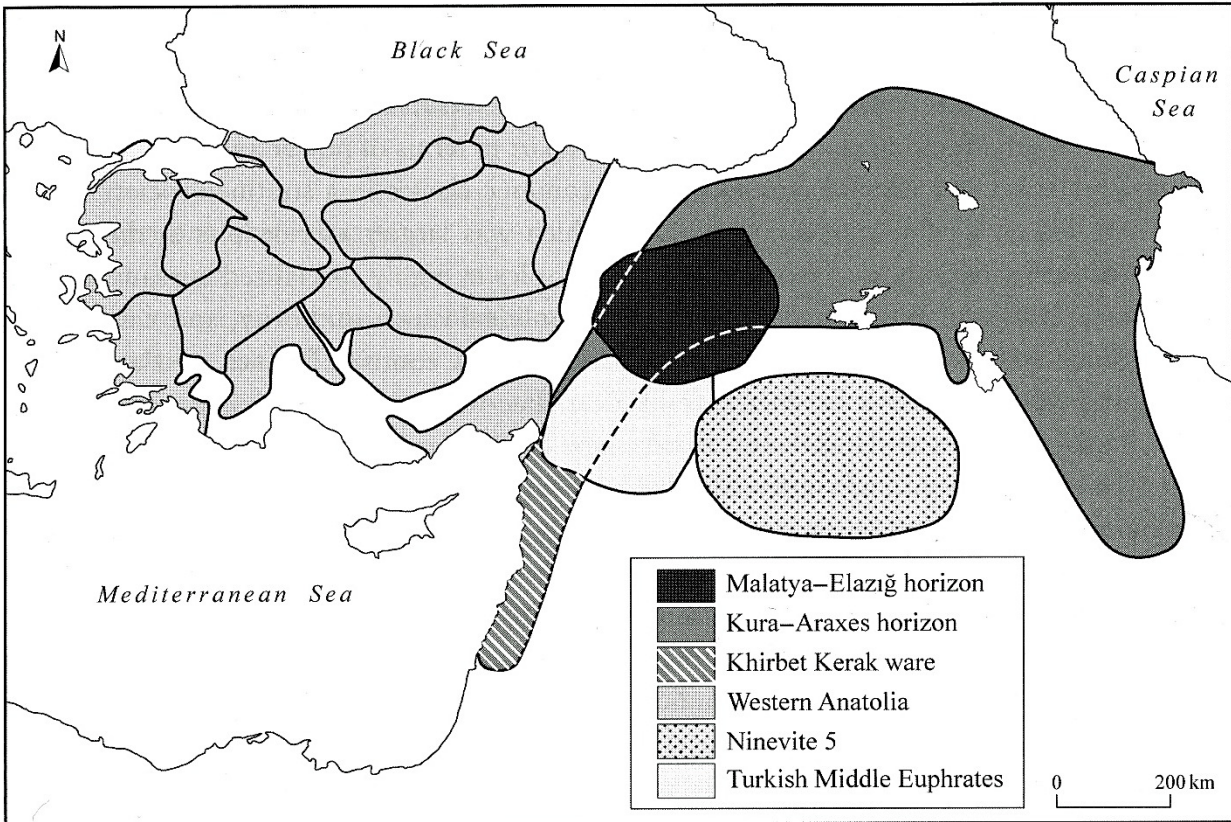 N
Black Sea
Caspian
Sea
Mediterranean Sea
Malatya–Elazığ horizon
Kura–Araxes horizon
Khirbet Kerak ware
Western Anatolia
Ninevite 5
Turkish Middle Euphrates
0 200 km